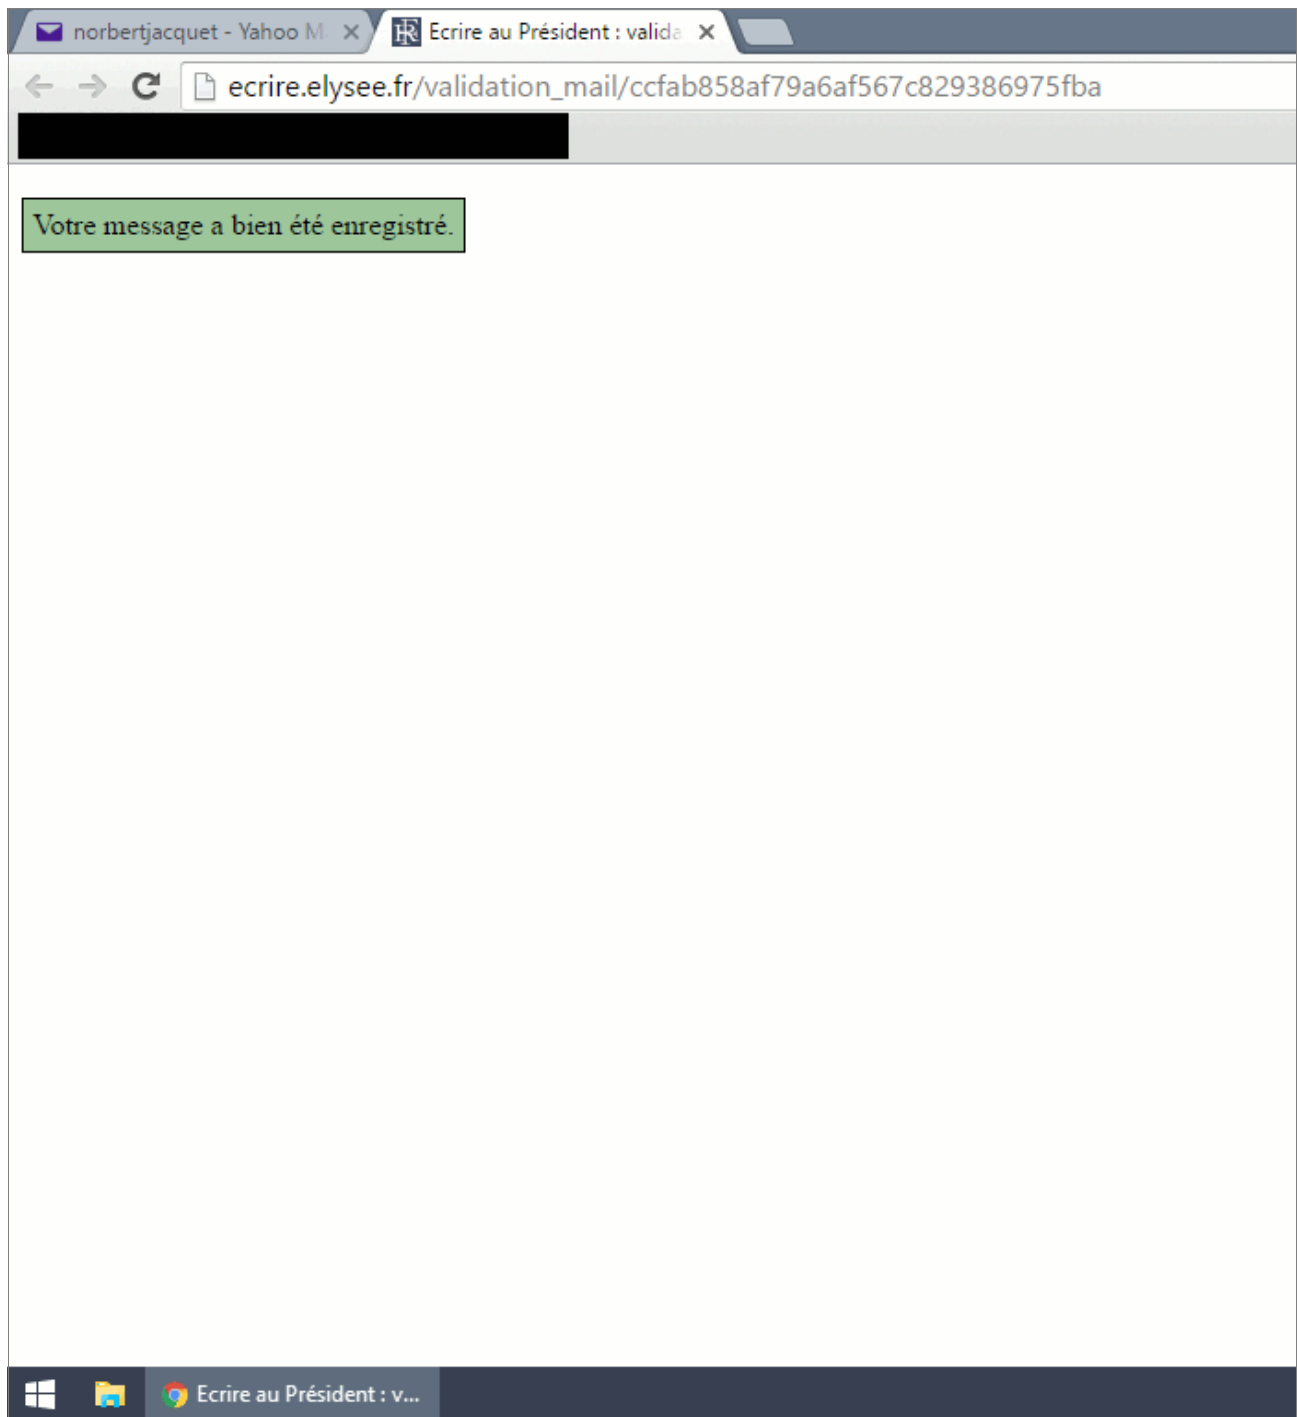 norbertjacquet - Yahoo M
Ecrire au Président : valida
ecrire.elysee.fr/validation_mail/ccfab858af79a6af567c829386975fba
Votre message a bien été enregistré.
Ecrire au Président : v...